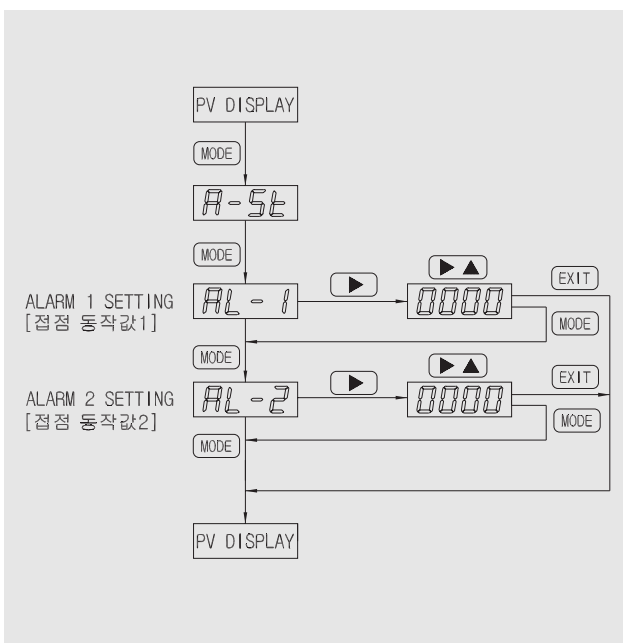 PV DISPLAY
MODE
A-St
MODE
ALARM 1 SETTING
[접점 동작값1]
AL-1
▶
▶ ▲
0000
EXIT
MODE
MODE
ALARM 2 SETTING
[접점 동작값2]
AL-2
▶
▶ ▲
0000
EXIT
MODE
MODE
PV DISPLAY